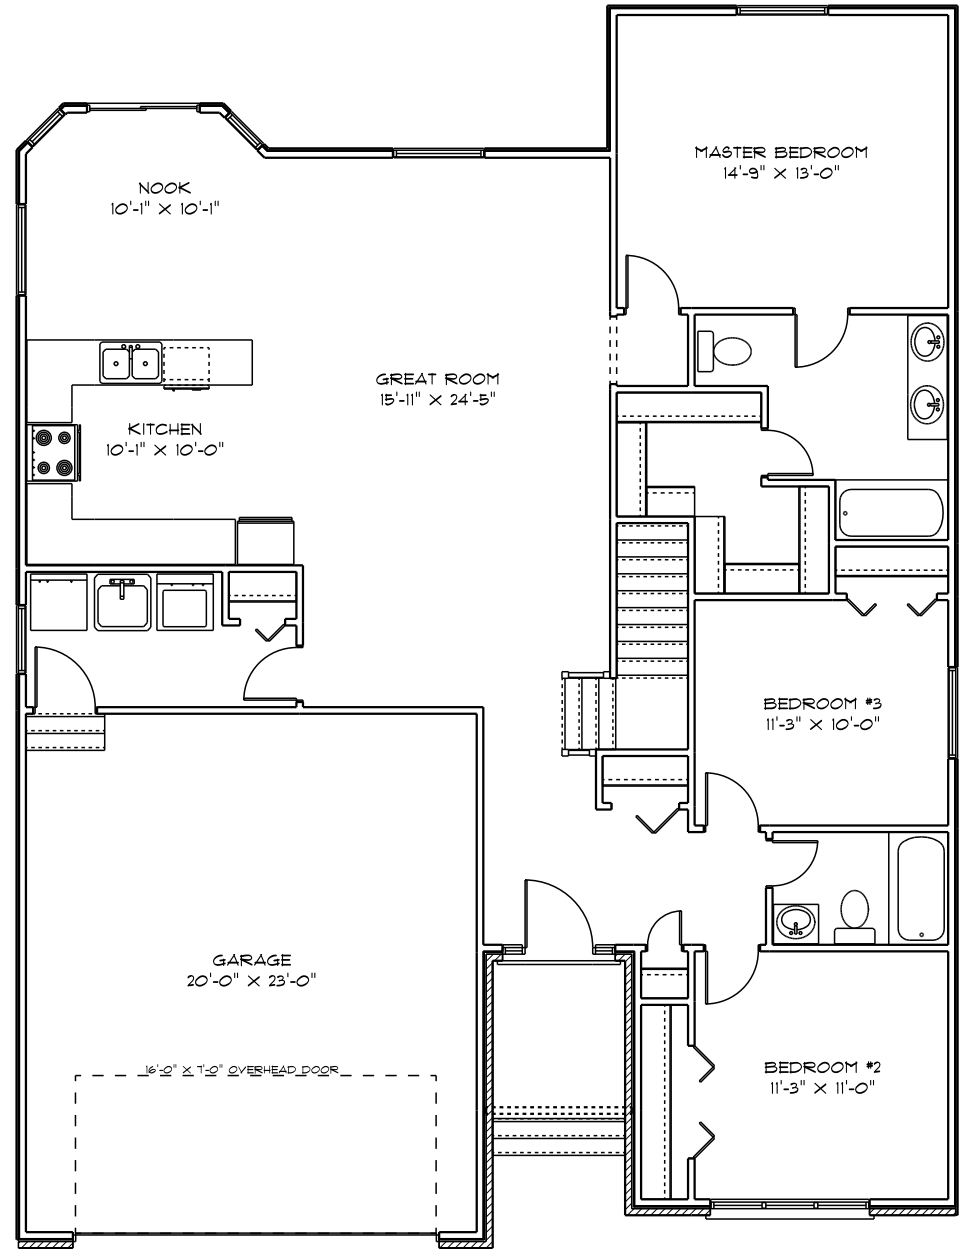 MASTER BEDROOM
14'-9" X 13'-0"
NOOK
10'-1" X 10'-1"
GREAT ROOM
15'-11" X 24'-5"
KITCHEN
10'-1" X 10'-0"
BEDROOM #3
11'-3" X 10'-0"
GARAGE
20'-0" X 23'-0"
16'-0" X 7'-0" OVERHEAD DOOR
BEDROOM #2
11'-3" X 11'-0"